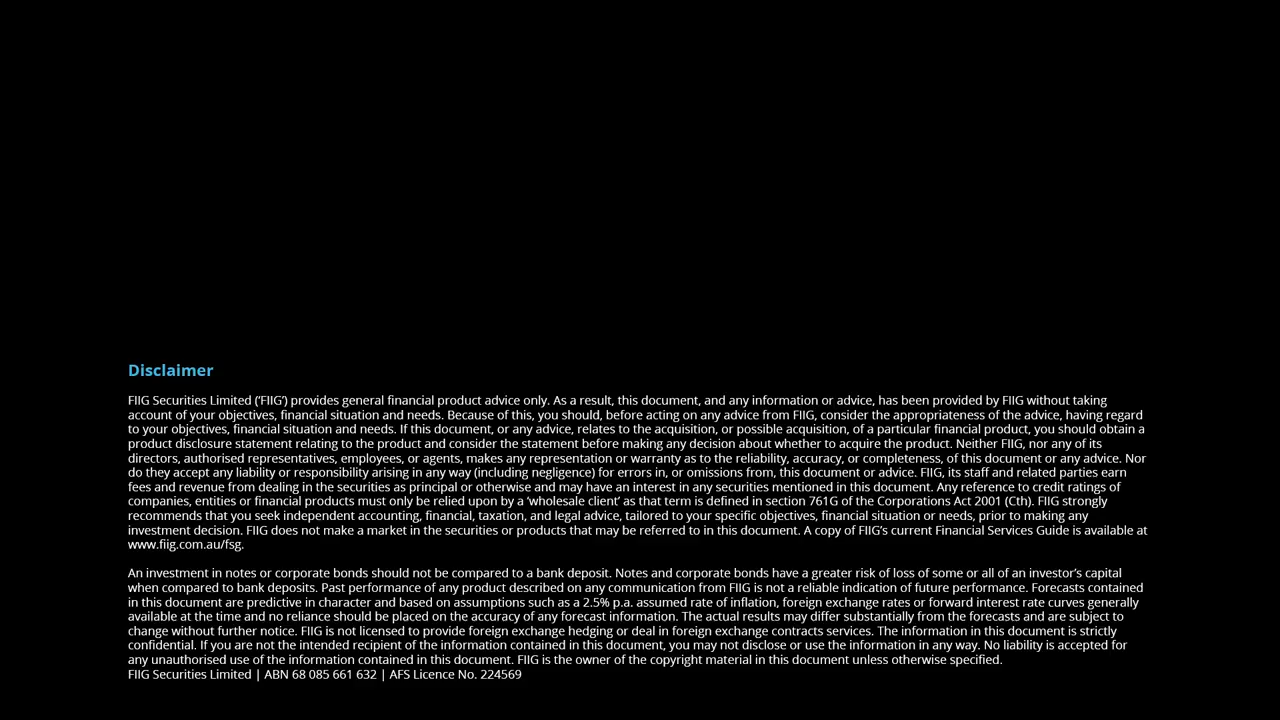 Disclaimer
FIIG Securities Limited (‘FIIG’) provides general financial product advice only. As a result, this document, and any information or advice, has been provided by FIIG without taking
account of your objectives, financial situation and needs. Because of this, you should, before acting on any advice from FIIG, consider the appropriateness of the advice, having regard
to your objectives, financial situation and needs. If this document, or any advice, relates to the acquisition, or possible acquisition, of a particular financial product, you should obtain a
product disclosure statement relating to the product and consider the statement before making any decision about whether to acquire the product. Neither FIIG, nor any of its
directors, authorised representatives, employees, or agents, makes any representation or warranty as to the reliability, accuracy, or completeness, of this document or any advice. Nor
do they accept any liability or responsibility arising in any way (including negligence) for errors in, or omissions from, this document or advice. FIIG, its staff and related parties earn
fees and revenue from dealing in the securities as principal or otherwise and may have an interest in any securities mentioned in this document. Any reference to credit ratings of
companies, entities or financial products must only be relied upon by a ‘wholesale client’ as that term is defined in section 761G of the Corporations Act 2001 (Cth). FIIG strongly
recommends that you seek independent accounting, financial, taxation, and legal advice, tailored to your specific objectives, financial situation or needs, prior to making any
investment decision. FIIG does not make a market in the securities or products that may be referred to in this document. A copy of FIIG’s current Financial Services Guide is available at
www.fiig.com.au/fsg.
An investment in notes or corporate bonds should not be compared to a bank deposit. Notes and corporate bonds have a greater risk of loss of some or all of an investor’s capital
when compared to bank deposits. Past performance of any product described on any communication from FIIG is not a reliable indication of future performance. Forecasts contained
in this document are predictive in character and based on assumptions such as a 2.5% p.a. assumed rate of inflation, foreign exchange rates or forward interest rate curves generally
available at the time and no reliance should be placed on the accuracy of any forecast information. The actual results may differ substantially from the forecasts and are subject to
change without further notice. FIIG is not licensed to provide foreign exchange hedging or deal in foreign exchange contracts services. The information in this document is strictly
confidential. If you are not the intended recipient of the information contained in this document, you may not disclose or use the information in any way. No liability is accepted for
any unauthorised use of the information contained in this document. FIIG is the owner of the copyright material in this document unless otherwise specified.
FIIG Securities Limited | ABN 68 085 661 632 | AFS Licence No. 224569